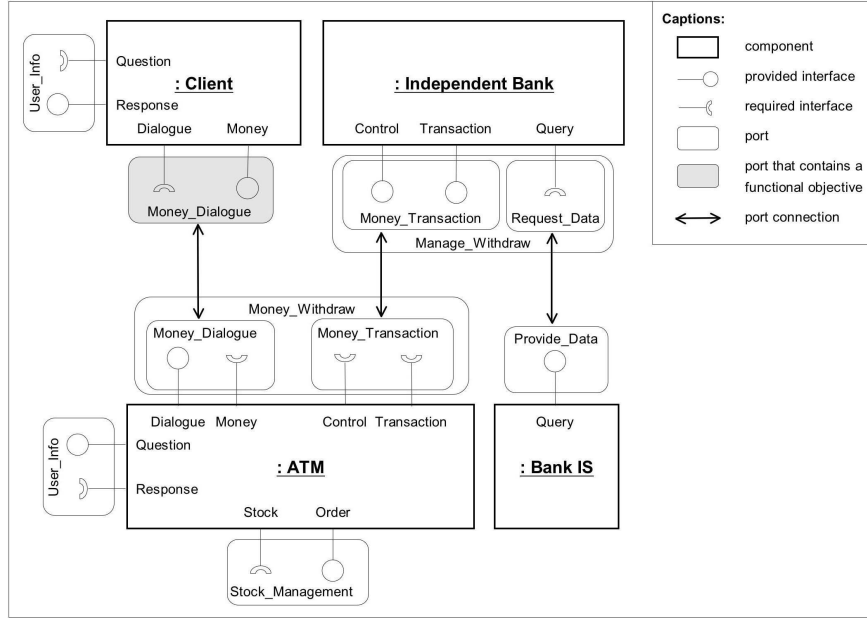 User_Info
Question
Response
: Client
Dialogue Money
Money_Dialogue
: Independent Bank
Control Transaction Query
Money_Transaction
Request_Data
Manage_Withdraw
Money_Withdraw
Money_Dialogue
Money_Transaction
Provide_Data
Dialogue Money Control Transaction
User_Info
Question
Response
: ATM
Stock Order
Stock_Management
Query
: Bank IS
Captions:
component
provided interface
required interface
port
port that contains a
functional objective
port connection